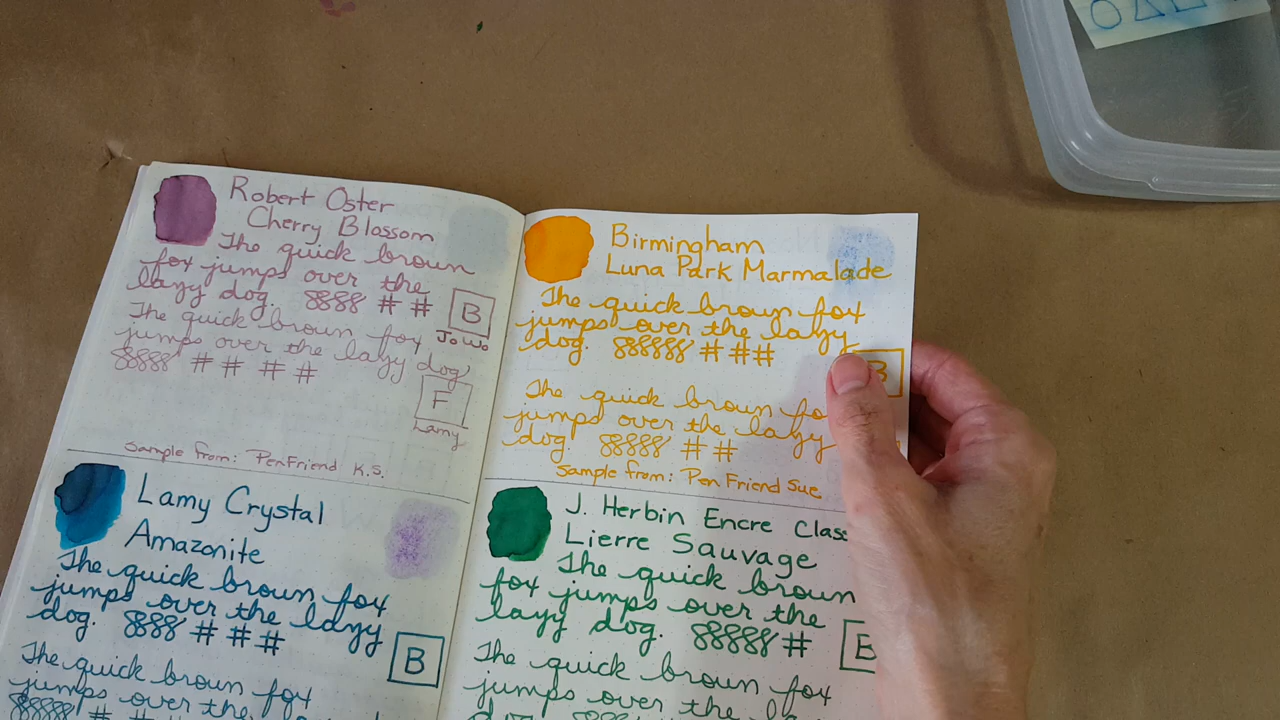 Robert Oster
Cherry Blossom
The quick brown
fox jumps over the
lazy dog. 8888 # #
B
JoWo
The quick brown fox
jumps over the lazy dog.
8888 # # # #
F
Lamy
Sample from: PenFriend K.S.
Lamy Crystal
Amazonite
The quick brown fox
jumps over the lazy
dog. 888 # # #
B
The quick brown fox
jumps over the lazy
8888 # # #
Birmingham
Luna Park Marmalade
The quick brown fox
jumps over the lazy
dog. 888888 # # #
B
The quick brown
jumps over the lazy
dog. 88888 # #
Sample from: Pen Friend Sue
J. Herbin Encre
Lierre Sauvage
The quick brown
fox jumps over the
lazy dog. 88888 #
The quick brown fox
jumps over the lazy